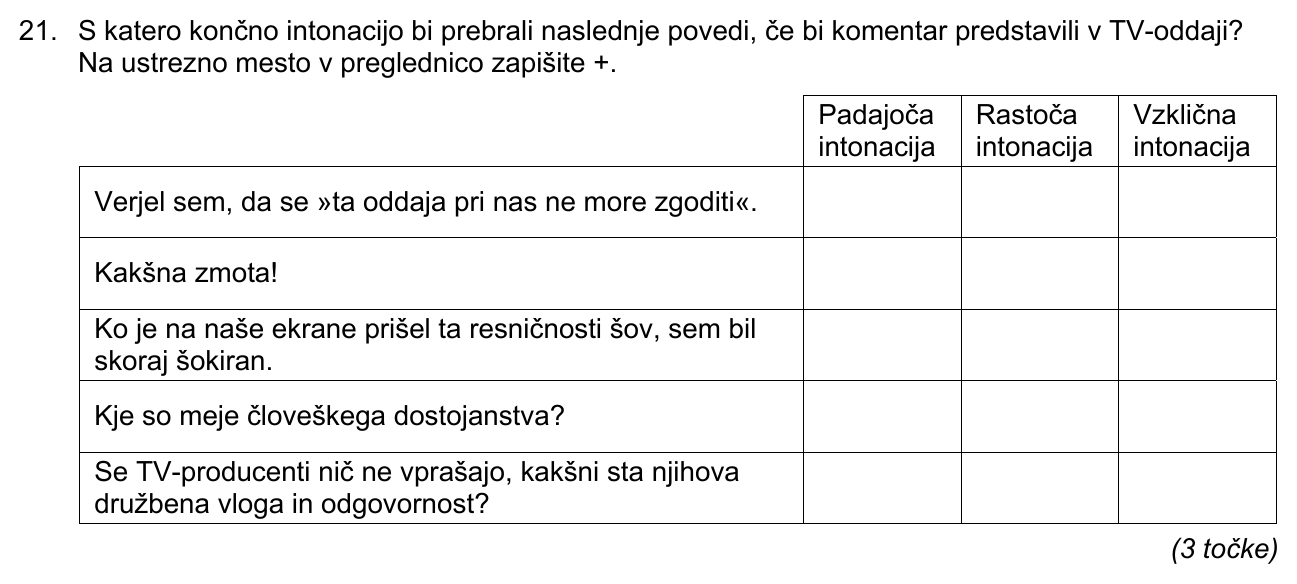 21. S katero končno intonacijo bi prebrali naslednje povedi, če bi komentar predstavili v TV-oddaji?
Na ustrezno mesto v preglednico zapišite +.
Padajoča intonacija
Rastoča intonacija
Vzklična intonacija
Verjel sem, da se »ta oddaja pri nas ne more zgoditi«.
Kakšna zmota!
Ko je na naše ekrane prišel ta resničnosti šov, sem bil
skoraj šokiran.
Kje so meje človeškega dostojanstva?
Se TV-producenti nič ne vprašajo, kakšni sta njihova
družbena vloga in odgovornost?
(3 točke)